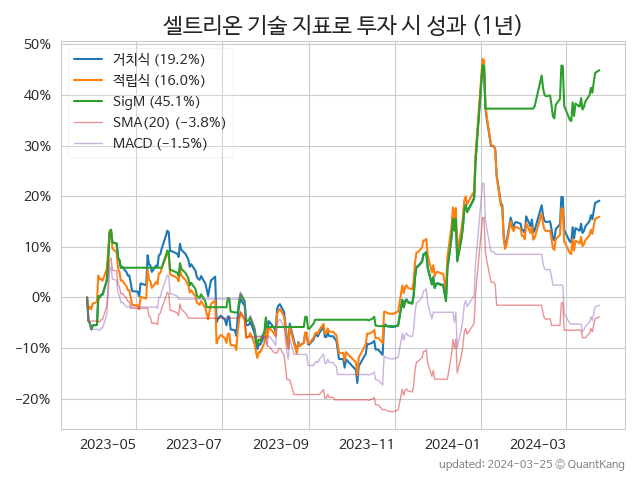 셀트리온 기술 지표로 투자 시 성과 (1년)
50%
40%
30%
20%
10%
0%
−10%
−20%
거치식 (19.2%)
적립식 (16.0%)
SigM (45.1%)
SMA(20) (−3.8%)
MACD (−1.5%)
2023-05
2023-07
2023-09
2023-11
2024-01
2024-03
updated: 2024-03-25 © QuantKang